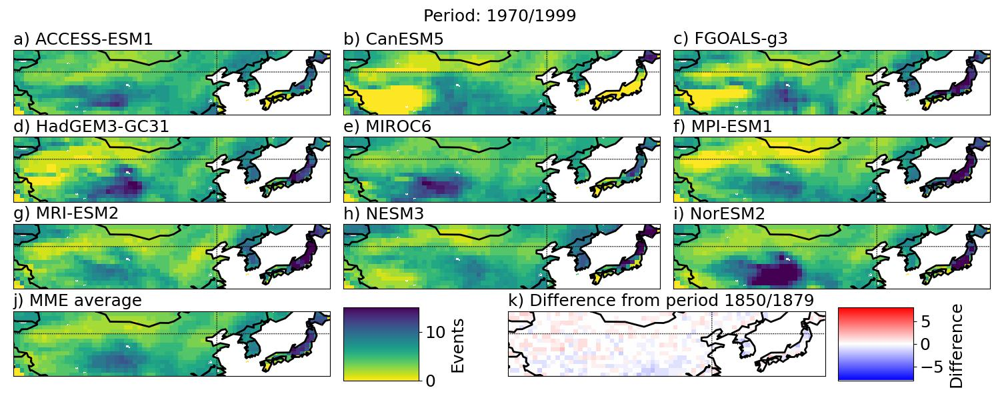 Period: 1970/1999
a) ACCESS-ESM1
b) CanESM5
c) FGOALS-g3
d) HadGEM3-GC31
e) MIROC6
f) MPI-ESM1
g) MRI-ESM2
h) NESM3
i) NorESM2
j) MME average
10
0
Events
k) Difference from period 1850/1879
5
0
−5
Difference